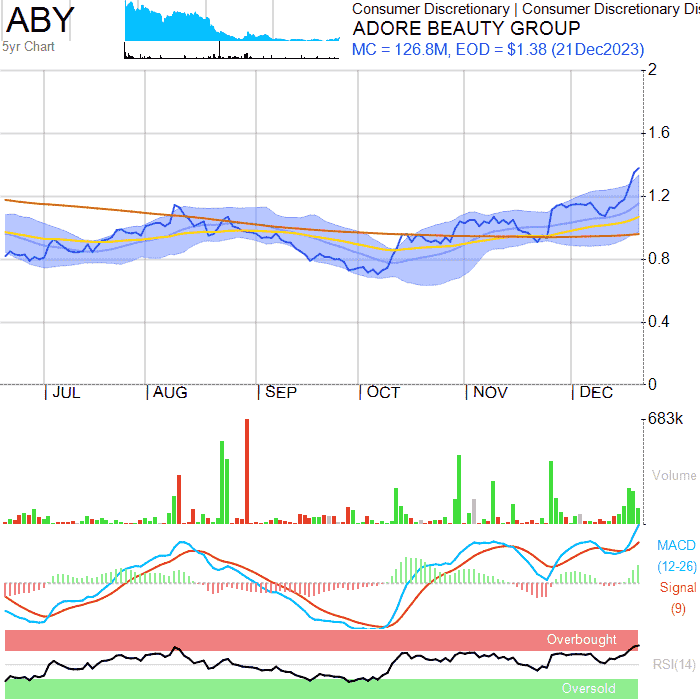 ABY
5yr Chart
Consumer Discretionary | Consumer Discretionary Dis
ADORE BEAUTY GROUP
MC = 126.8M, EOD = $1.38 (21Dec2023)
2
1.6
1.2
0.8
0.4
0
JUL AUG SEP OCT NOV DEC
683k
Volume
MACD
(12-26)
Signal
(9)
Overbought
RSI(14)
Oversold